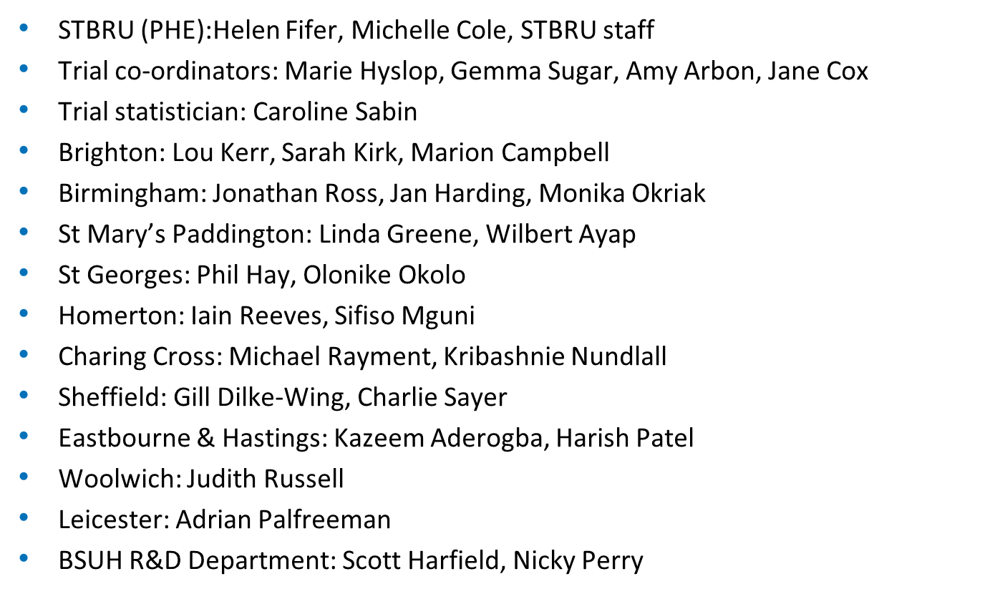 • STBRU (PHE):Helen Fifer, Michelle Cole, STBRU staff
• Trial co-ordinators: Marie Hyslop, Gemma Sugar, Amy Arbon, Jane Cox
• Trial statistician: Caroline Sabin
• Brighton: Lou Kerr, Sarah Kirk, Marion Campbell
• Birmingham: Jonathan Ross, Jan Harding, Monika Okriak
• St Mary’s Paddington: Linda Greene, Wilbert Ayap
• St Georges: Phil Hay, Olonike Okolo
• Homerton: Iain Reeves, Sifiso Mguni
• Charing Cross: Michael Rayment, Kribashnie Nundlall
• Sheffield: Gill Dilke-Wing, Charlie Sayer
• Eastbourne & Hastings: Kazeem Aderogba, Harish Patel
• Woolwich: Judith Russell
• Leicester: Adrian Palfreeman
• BSUH R&D Department: Scott Harfield, Nicky Perry